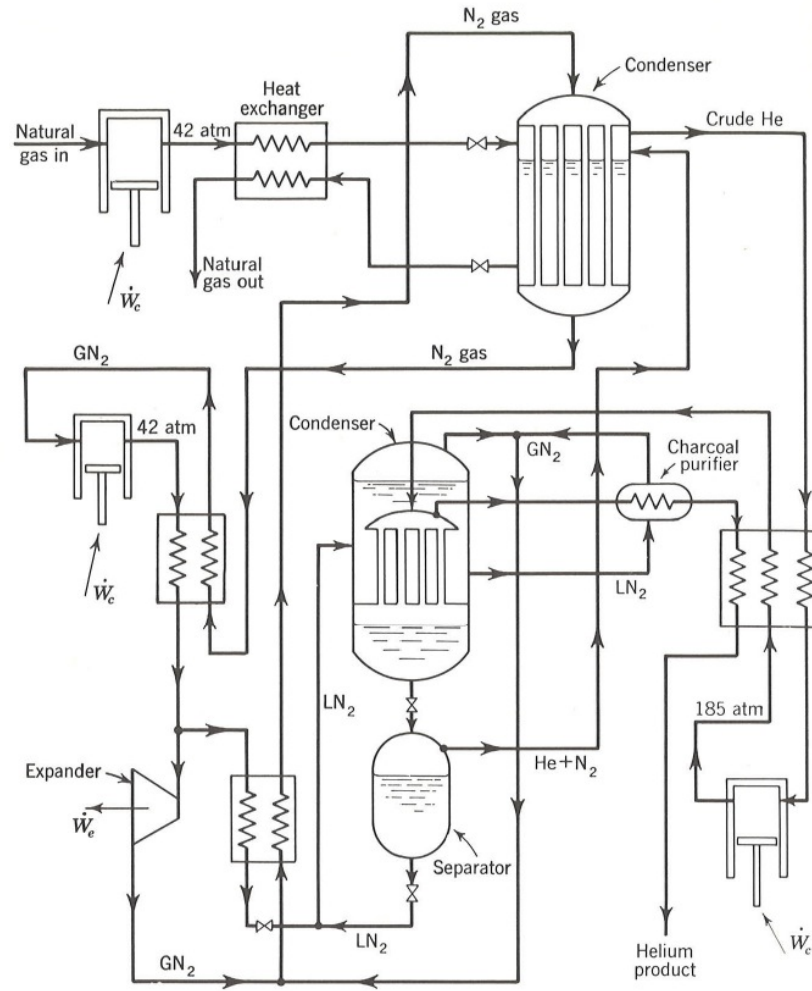 N₂ gas
Condenser
Heat
exchanger
Crude He
Natural
gas in
42 atm
Natural
gas out
Ẇc
N₂ gas
GN₂
42 atm
Condenser
GN₂
Charcoal
purifier
Ẇc
LN₂
LN₂
185 atm
He+N₂
Expander
Ẇe
Separator
LN₂
GN₂
Helium
product
Ẇc